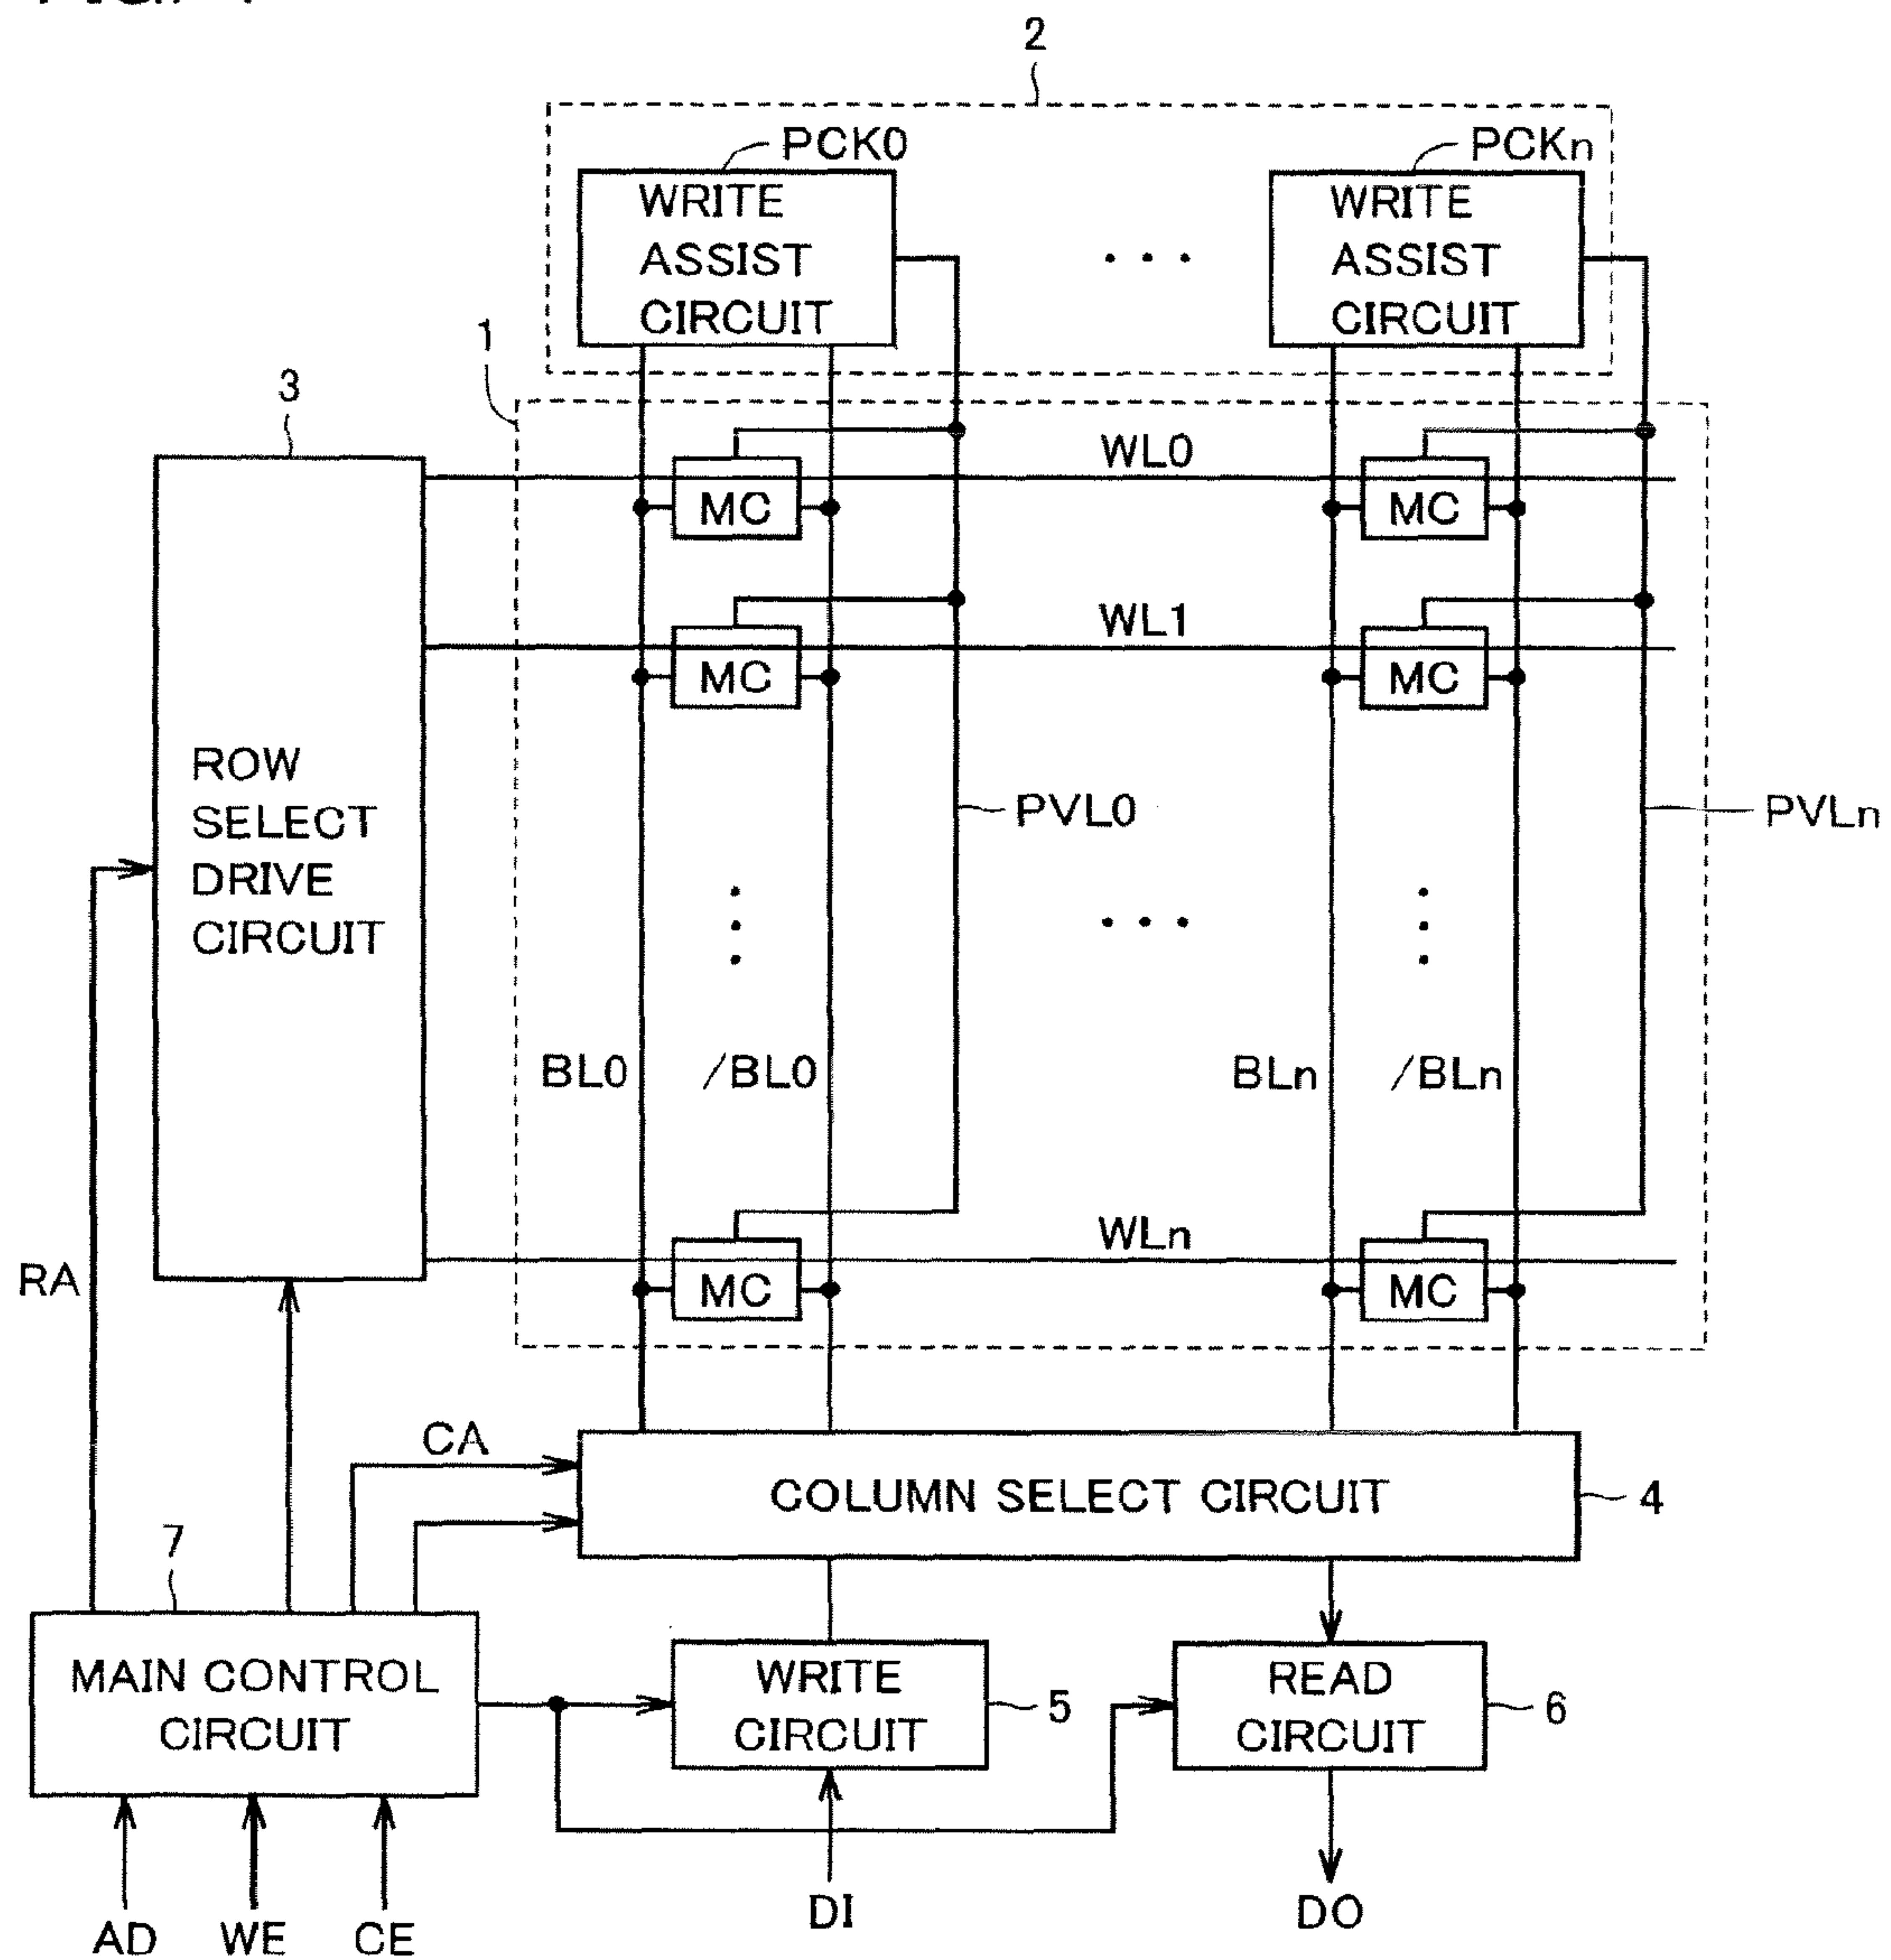 2
PCK0
PCKn
WRITE
ASSIST
CIRCUIT
. . .
WRITE
ASSIST
CIRCUIT
1
3
WL0
MC
MC
WL1
MC
MC
ROW
SELECT
DRIVE
CIRCUIT
PVL0
PVLn
BL0
/BL0
BLn
/BLn
WLn
MC
MC
RA
CA
COLUMN SELECT CIRCUIT
4
7
MAIN CONTROL
CIRCUIT
WRITE
CIRCUIT
5
READ
CIRCUIT
6
AD
WE
CE
DI
DO